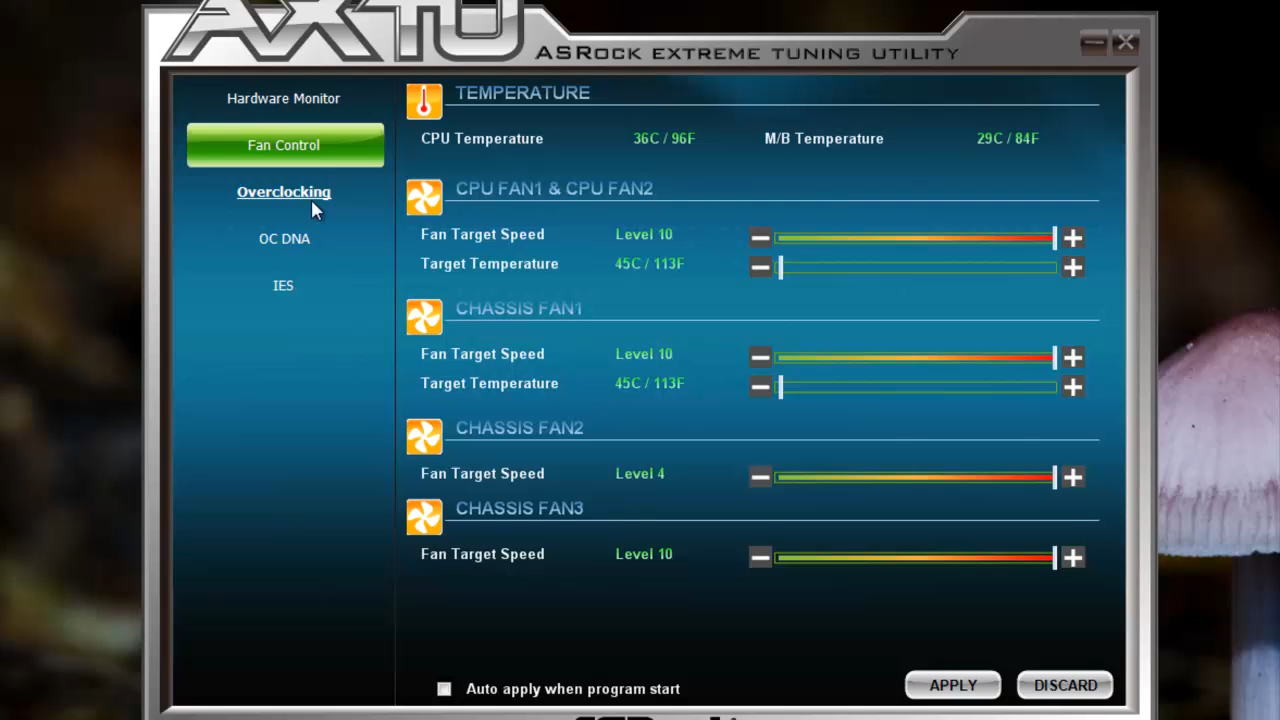 AXTU
ASRock EXTREME TUNING UTILITY
Hardware Monitor
Fan Control
Overclocking
OC DNA
IES
TEMPERATURE
CPU Temperature 36C / 96F M/B Temperature 29C / 84F
CPU FAN1 & CPU FAN2
Fan Target Speed Level 10
Target Temperature 45C / 113F
CHASSIS FAN1
Fan Target Speed Level 10
Target Temperature 45C / 113F
CHASSIS FAN2
Fan Target Speed Level 4
CHASSIS FAN3
Fan Target Speed Level 10
Auto apply when program start
APPLY DISCARD